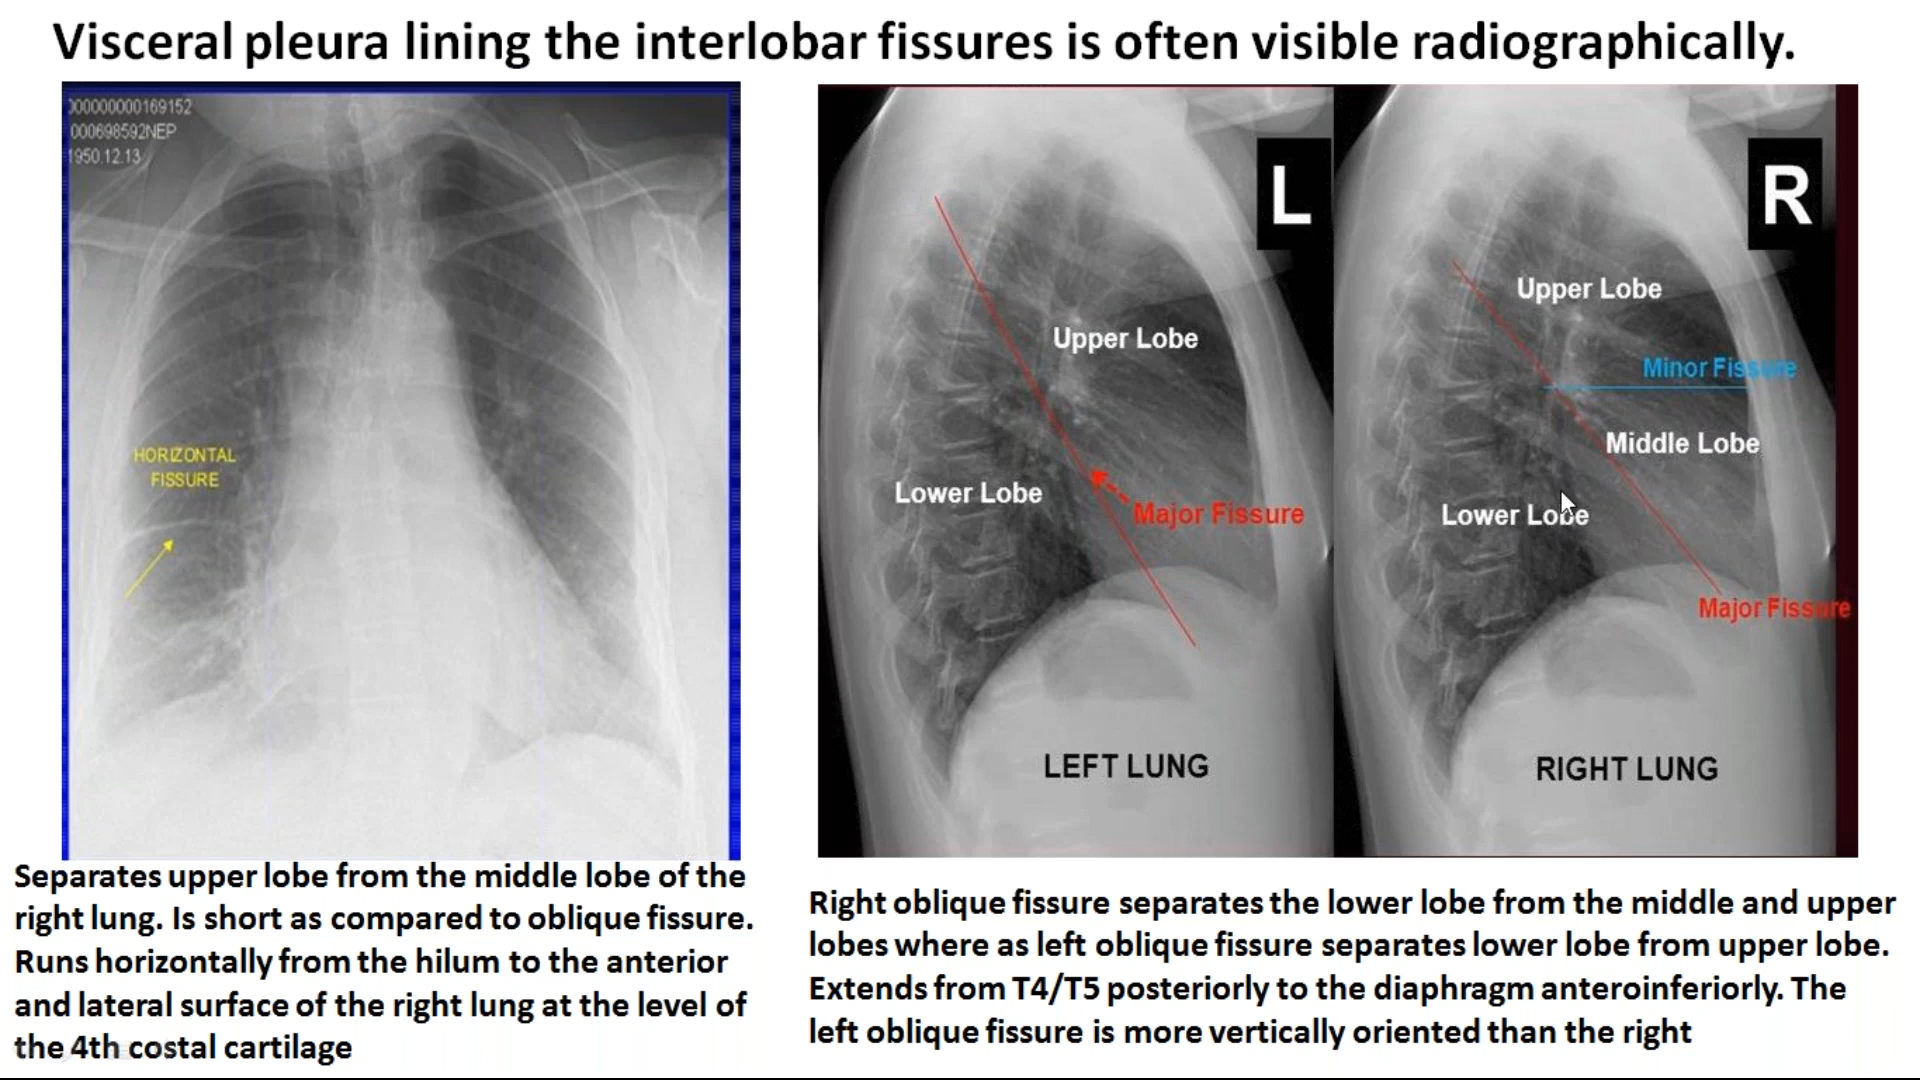 Visceral pleura lining the interlobar fissures is often visible radiographically.
000000000169152
000698592NEP
1950.12.13
HORIZONTAL
FISSURE
L
Upper Lobe
Lower Lobe
Major Fissure
LEFT LUNG
R
Upper Lobe
Minor Fissure
Middle Lobe
Lower Lobe
Major Fissure
RIGHT LUNG
Separates upper lobe from the middle lobe of the
right lung. Is short as compared to oblique fissure.
Runs horizontally from the hilum to the anterior
and lateral surface of the right lung at the level of
the 4th costal cartilage
Right oblique fissure separates the lower lobe from the middle and upper
lobes where as left oblique fissure separates lower lobe from upper lobe.
Extends from T4/T5 posteriorly to the diaphragm anteroinferiorly. The
left oblique fissure is more vertically oriented than the right